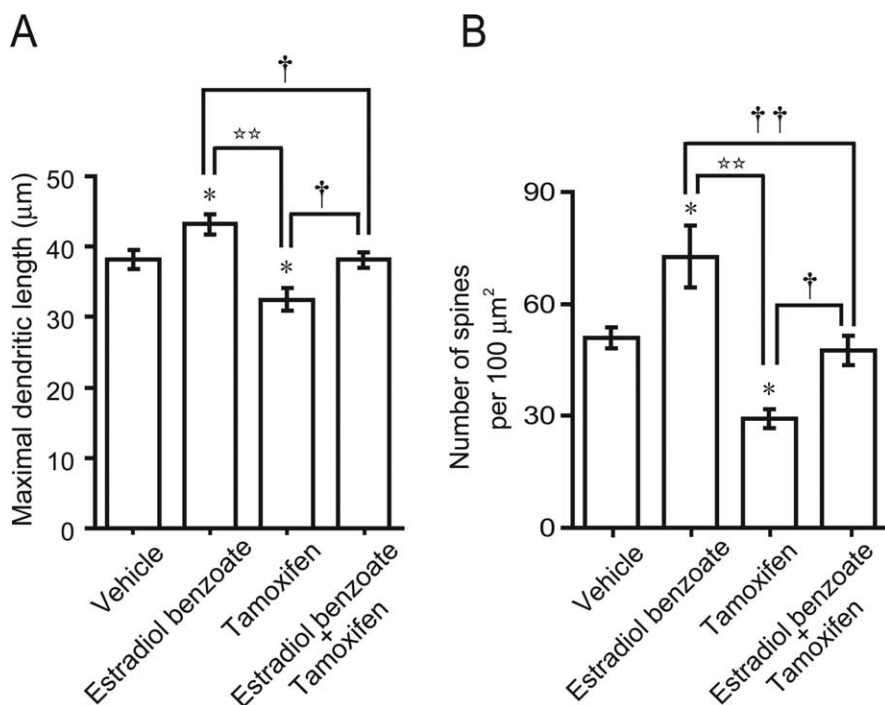 A
†
☆☆
†
*
*
Maximal dendritic length (μm)
50
40
30
20
10
0
Vehicle
Estradiol benzoate
Tamoxifen
Estradiol benzoate
+
Tamoxifen
B
††
☆☆
†
*
*
Number of spines
per 100 μm²
90
60
30
0
Vehicle
Estradiol benzoate
Tamoxifen
Estradiol benzoate
+
Tamoxifen